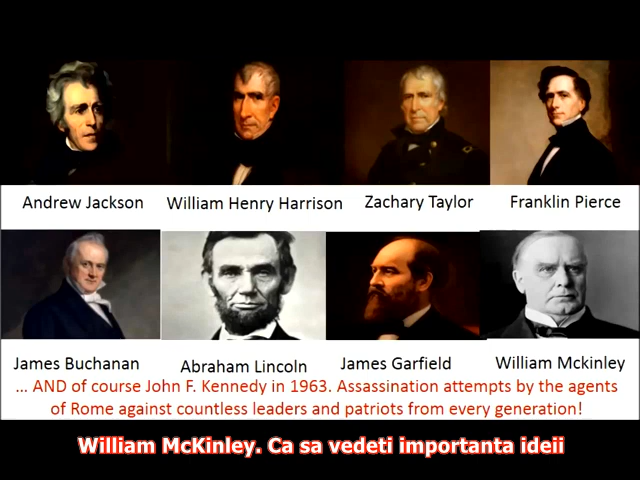 Andrew Jackson William Henry Harrison Zachary Taylor Franklin Pierce
James Buchanan Abraham Lincoln James Garfield William Mckinley
... AND of course John F. Kennedy in 1963. Assassination attempts by the agents
of Rome against countless leaders and patriots from every generation!
William McKinley. Ca sa vedeti importanta ideii